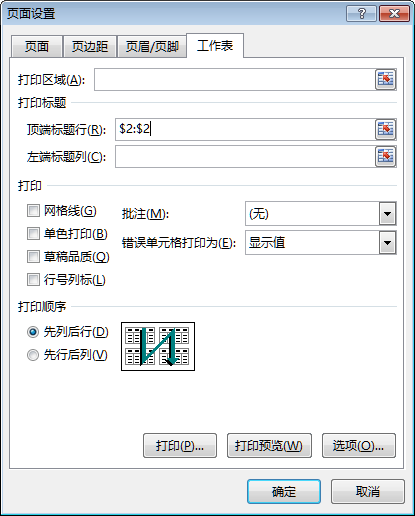 页面设置
页面 页边距 页眉/页脚 工作表
打印区域(A):
打印标题
顶端标题行(R): $2:$2
左端标题列(C):
打印
网格线(G) 批注(M): (无)
单色打印(B) 错误单元格打印为(E): 显示值
草稿品质(Q)
行号列标(L)
打印顺序
先列后行(D)
先行后列(V)
打印(P)... 打印预览(W) 选项(O)...
确定 取消